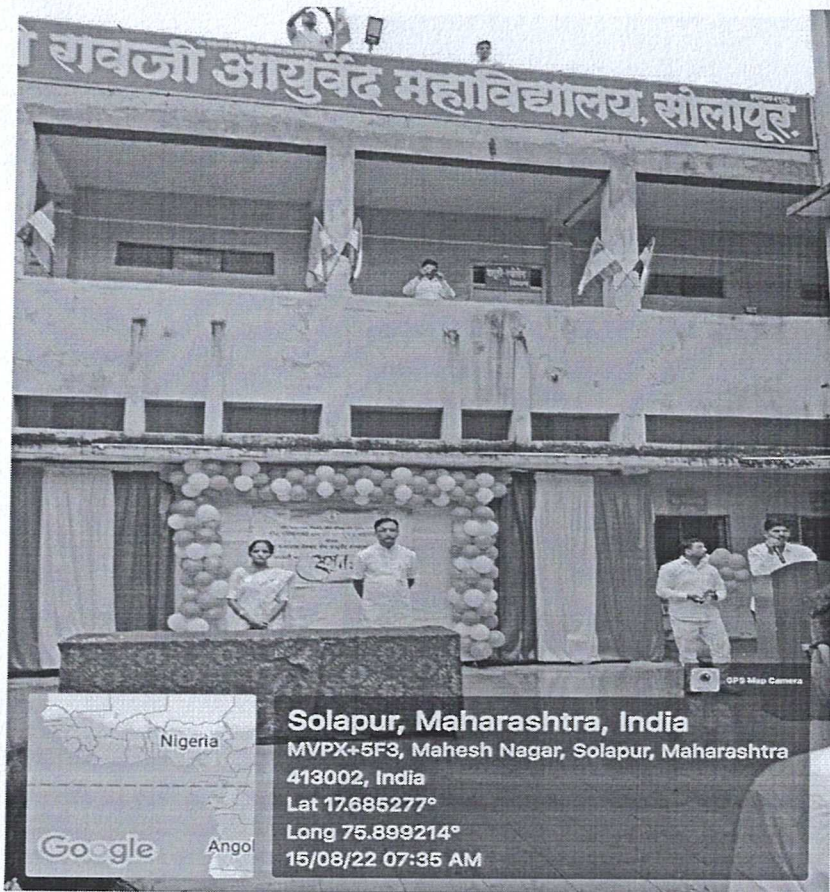 रावजी आयुर्वेद महाविद्यालय, सोलापूर.
GPS Map Camera
Nigeria
Angol
Google
Solapur, Maharashtra, India
MVPX+5F3, Mahesh Nagar, Solapur, Maharashtra
413002, India
Lat 17.685277°
Long 75.899214°
15/08/22 07:35 AM